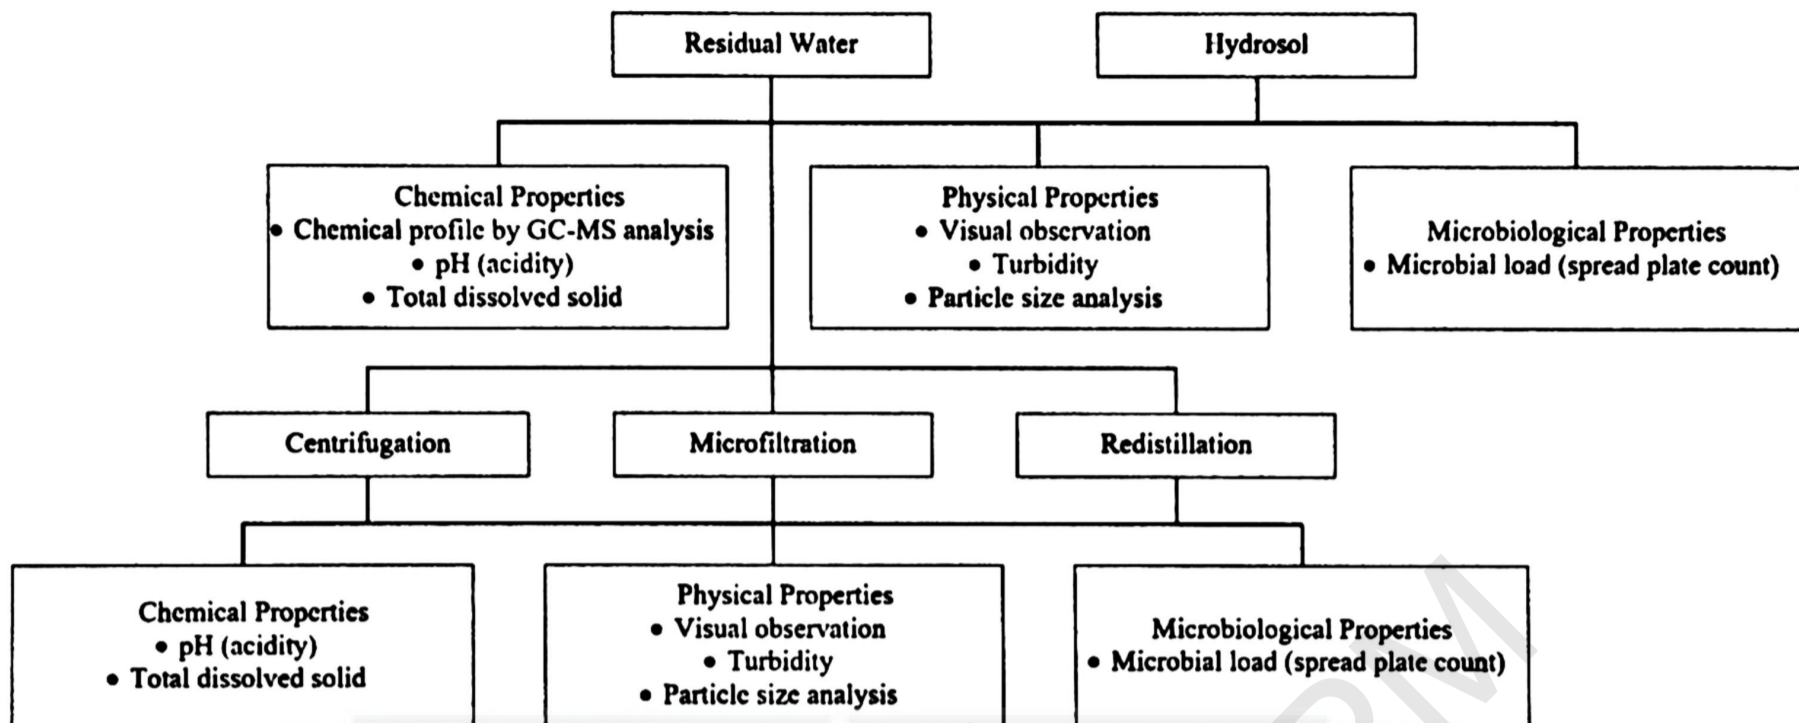 Residual Water
Hydrosol
Chemical Properties
• Chemical profile by GC-MS analysis
• pH (acidity)
• Total dissolved solid
Physical Properties
• Visual observation
• Turbidity
• Particle size analysis
Microbiological Properties
• Microbial load (spread plate count)
Centrifugation
Microfiltration
Redistillation
Chemical Properties
• pH (acidity)
• Total dissolved solid
Physical Properties
• Visual observation
• Turbidity
• Particle size analysis
Microbiological Properties
• Microbial load (spread plate count)